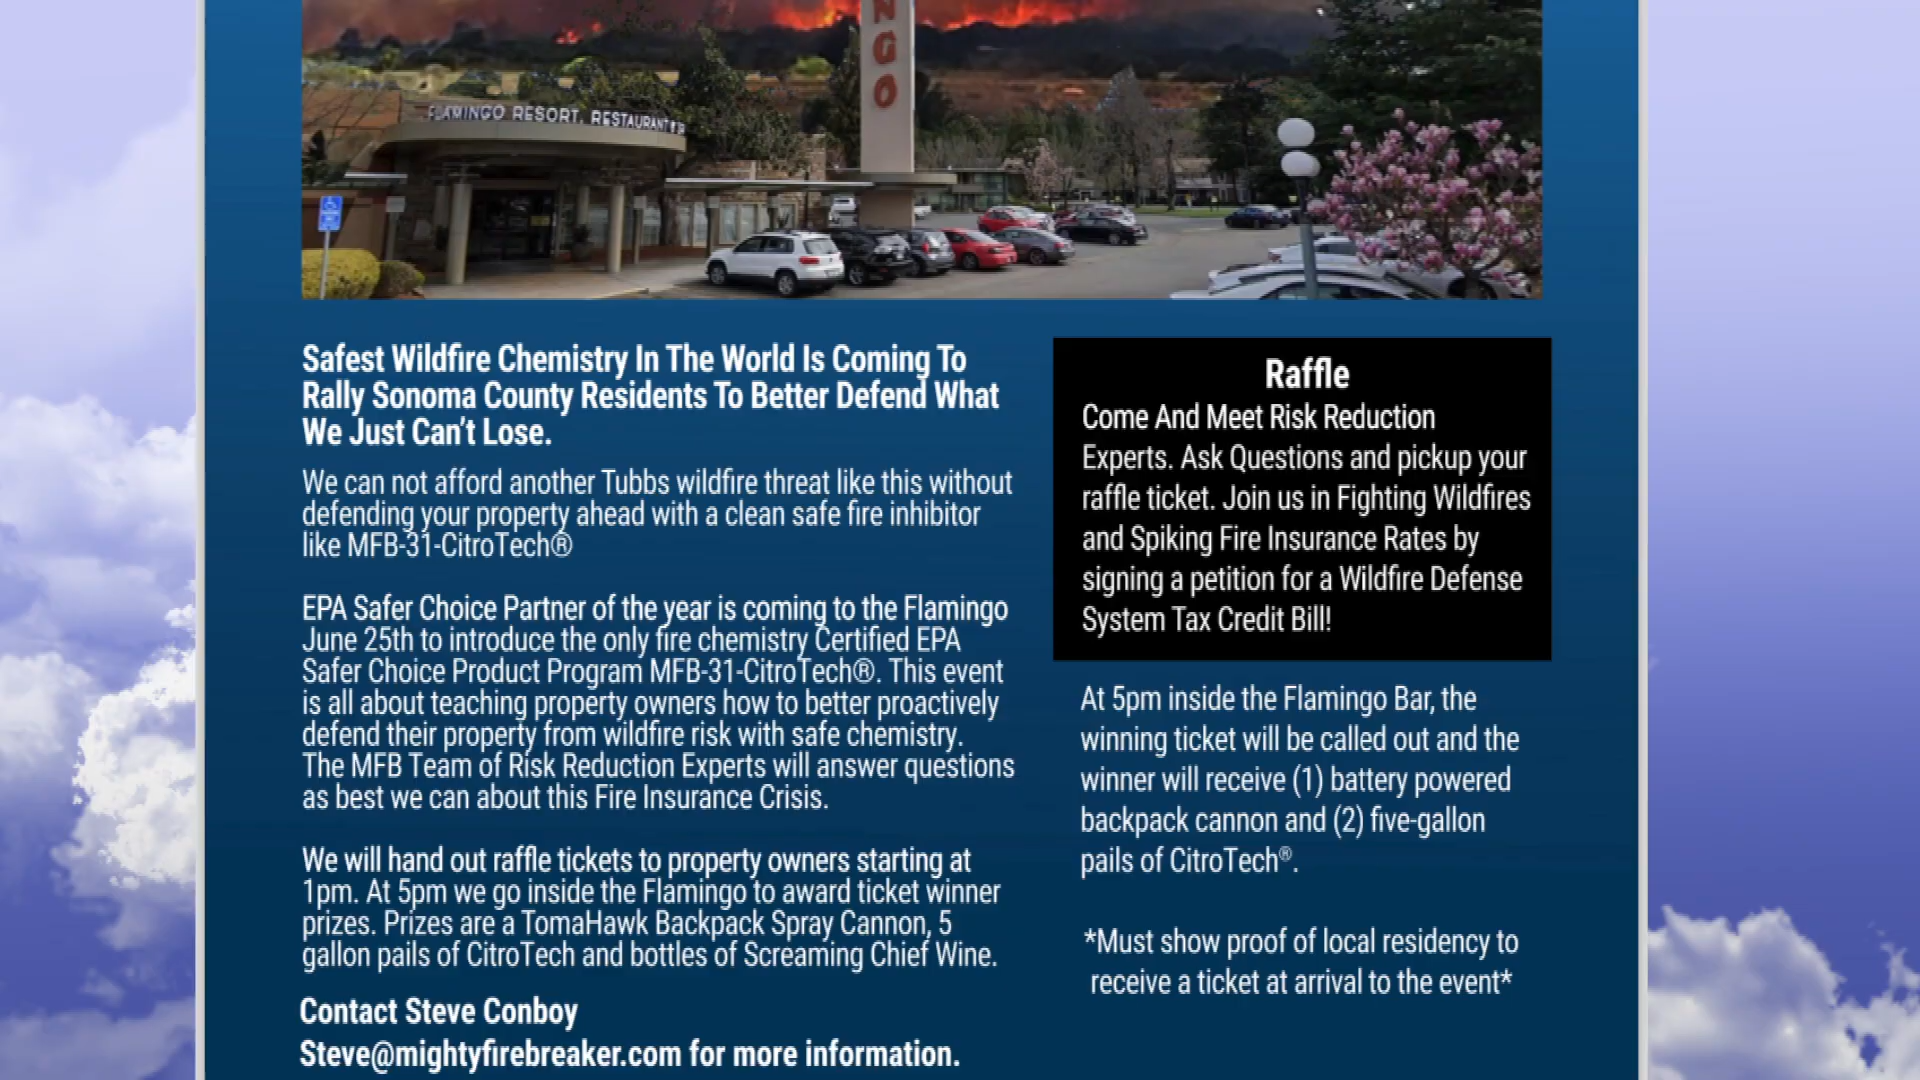 NGO
FLAMINGO RESORT, RESTAURANT
Safest Wildfire Chemistry In The World Is Coming To
Rally Sonoma County Residents To Better Defend What
We Just Can't Lose.
We can not afford another Tubbs wildfire threat like this without
defending your property ahead with a clean safe fire inhibitor
like MFB-31-CitroTech®
EPA Safer Choice Partner of the year is coming to the Flamingo
June 25th to introduce the only fire chemistry Certified EPA
Safer Choice Product Program MFB-31-CitroTech®. This event
is all about teaching property owners how to better proactively
defend their property from wildfire risk with safe chemistry.
The MFB Team of Risk Reduction Experts will answer questions
as best we can about this Fire Insurance Crisis.
We will hand out raffle tickets to property owners starting at
1pm. At 5pm we go inside the Flamingo to award ticket winner
prizes. Prizes are a TomaHawk Backpack Spray Cannon, 5
gallon pails of CitroTech and bottles of Screaming Chief Wine.
Contact Steve Conboy
Steve@mightyfirebreaker.com for more information.
Raffle
Come And Meet Risk Reduction
Experts. Ask Questions and pickup your
raffle ticket. Join us in Fighting Wildfires
and Spiking Fire Insurance Rates by
signing a petition for a Wildfire Defense
System Tax Credit Bill!
At 5pm inside the Flamingo Bar, the
winning ticket will be called out and the
winner will receive (1) battery powered
backpack cannon and (2) five-gallon
pails of CitroTech®.
*Must show proof of local residency to
receive a ticket at arrival to the event*